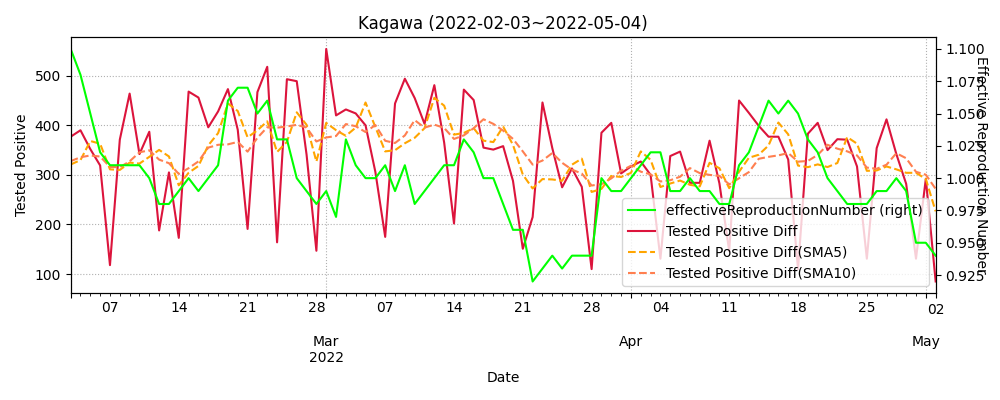 Kagawa (2022-02-03~2022-05-04)
Tested Positive
500
400
300
200
100
1.100
1.075
1.050
1.025
1.000
0.975
0.950
0.925
Effective Reproduction Number
effectiveReproductionNumber (right)
Tested Positive Diff
Tested Positive Diff(SMA5)
Tested Positive Diff(SMA10)
07 14 21 28 07 14 21 28 04 11 18 25 02
Mar Apr May
2022
Date